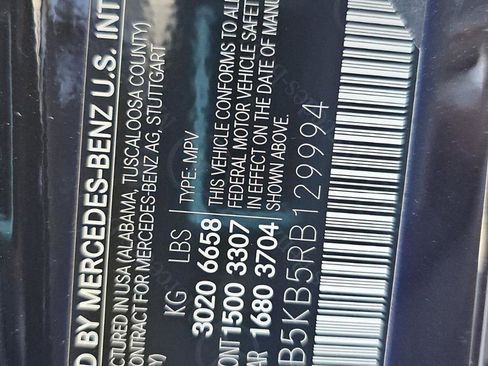 D BY MERCEDES-BENZ U.S. INT
CTURED IN USA (ALABAMA, TUSCALOOSA COUNTY)
CONTRACT FOR MERCEDES-BENZ AG, STUTTGART
Y)
KG LBS TYPE: MPV
3020 6658 THIS VEHICLE CONFORMS TO ALL
ONT 1500 3307 FEDERAL MOTOR VEHICLE SAFET
AR 1680 3704 IN EFFECT ON THE DATE OF MANU
SHOWN ABOVE.
B5KB5RB129994